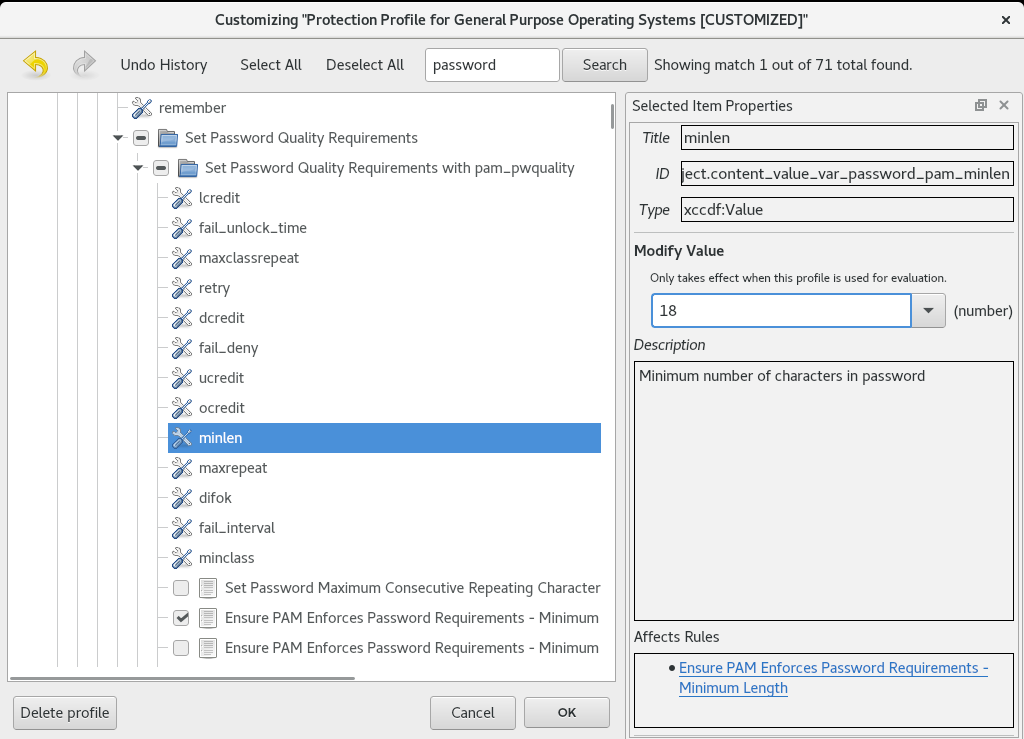 Customizing "Protection Profile for General Purpose Operating Systems [CUSTOMIZED]"
Undo History Select All Deselect All password Search Showing match 1 out of 71 total found.
remember
Set Password Quality Requirements
Set Password Quality Requirements with pam_pwquality
lcredit
fail_unlock_time
maxclassrepeat
retry
dcredit
fail_deny
ucredit
ocredit
minlen
maxrepeat
difok
fail_interval
minclass
Set Password Maximum Consecutive Repeating Character
Ensure PAM Enforces Password Requirements - Minimum
Ensure PAM Enforces Password Requirements - Minimum
Delete profile Cancel OK
Selected Item Properties
Title minlen
ID ject.content_value_var_password_pam_minlen
Type xccdf:Value
Modify Value
Only takes effect when this profile is used for evaluation.
18 (number)
Description
Minimum number of characters in password
Affects Rules
• Ensure PAM Enforces Password Requirements -
Minimum Length